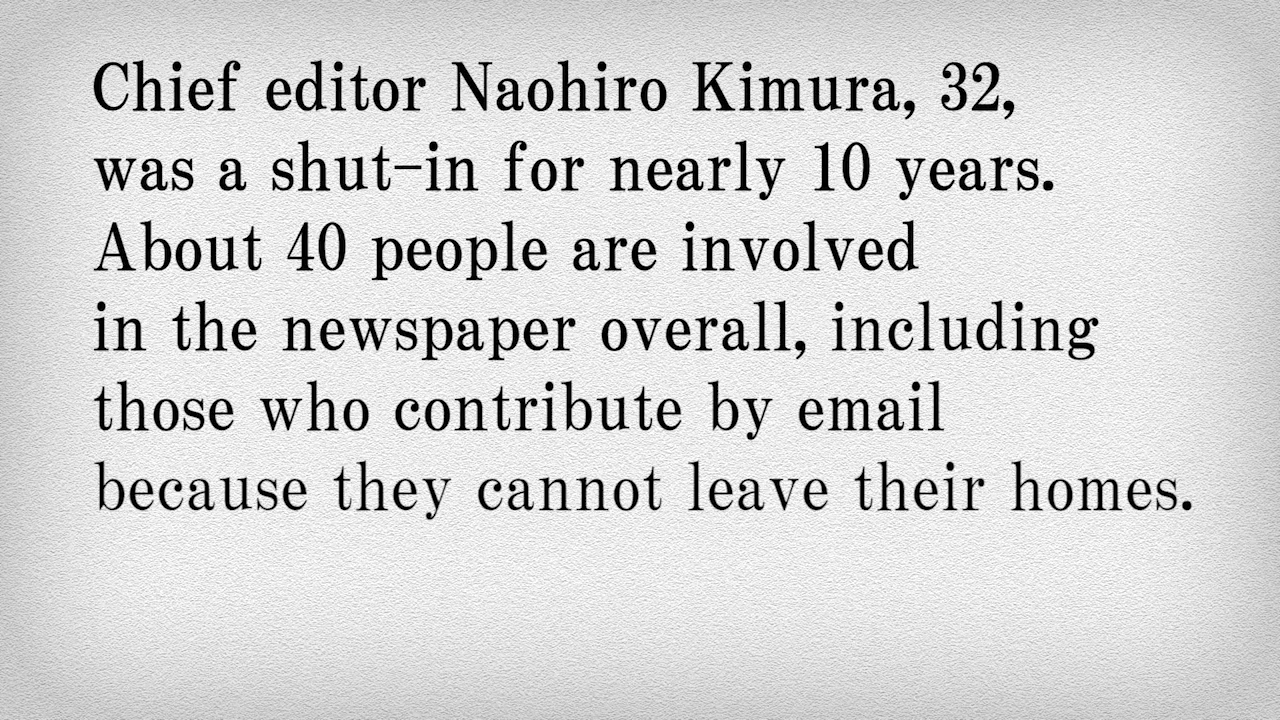 Chief editor Naohiro Kimura, 32,
was a shut-in for nearly 10 years.
About 40 people are involved
in the newspaper overall, including
those who contribute by email
because they cannot leave their homes.